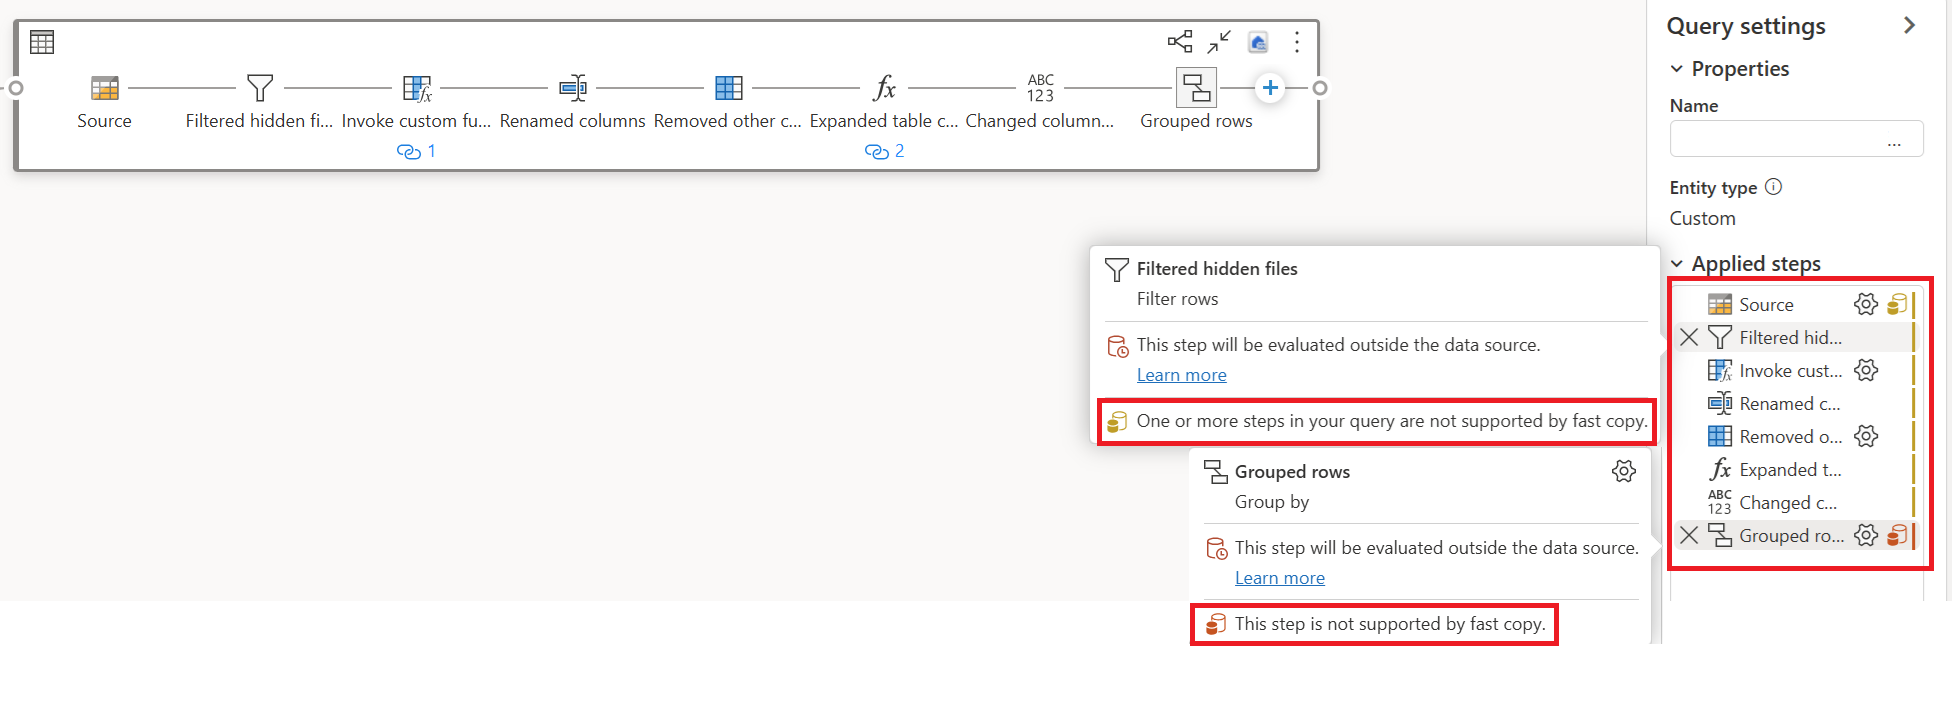 Source
Filtered hidden fi...
Invoke custom fu...
Renamed columns
Removed other c...
Expanded table c...
ABC
123
Changed column...
Grouped rows
1
2
Query settings
Properties
Name
...
Entity type
Custom
Applied steps
Source
Filtered hid...
Invoke cust...
Renamed c...
Removed o...
Expanded t...
ABC
123
Changed c...
Grouped ro...
Filtered hidden files
Filter rows
This step will be evaluated outside the data source.
Learn more
One or more steps in your query are not supported by fast copy.
Grouped rows
Group by
This step will be evaluated outside the data source.
Learn more
This step is not supported by fast copy.